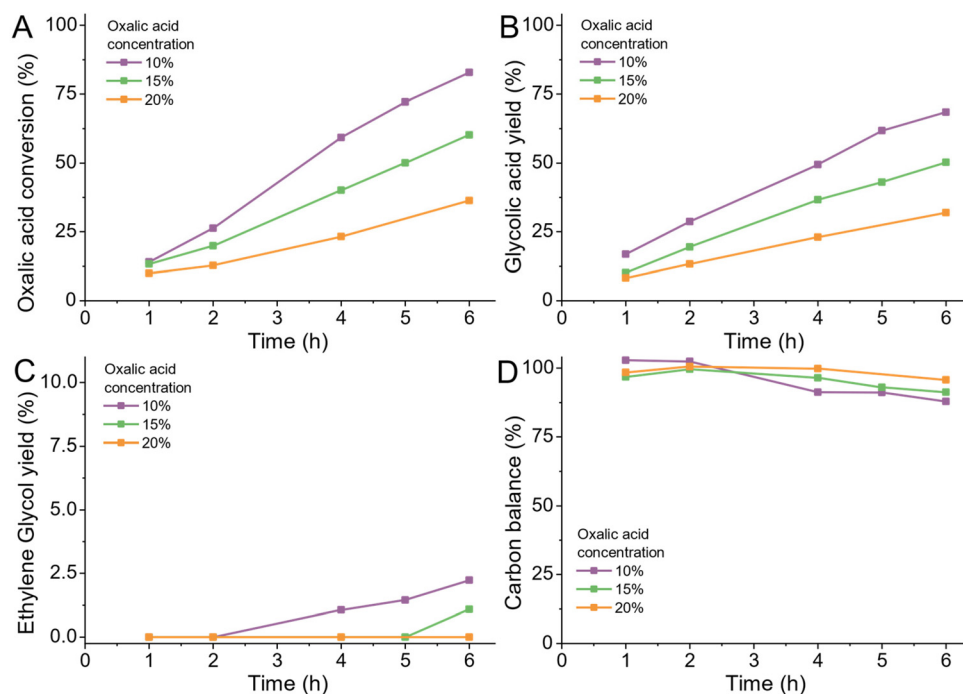 A
Oxalic acid
concentration
10%
15%
20%
Oxalic acid conversion (%)
100
75
50
25
0
0 1 2 4 5 6
Time (h)
B
Oxalic acid
concentration
10%
15%
20%
Glycolic acid yield (%)
100
75
50
25
0
0 1 2 4 5 6
Time (h)
C
Oxalic acid
concentration
10%
15%
20%
Ethylene Glycol yield (%)
10.0
7.5
5.0
2.5
0.0
0 1 2 4 5 6
Time (h)
D
Carbon balance (%)
100
75
50
25
0
Oxalic acid
concentration
10%
15%
20%
0 1 2 4 5 6
Time (h)